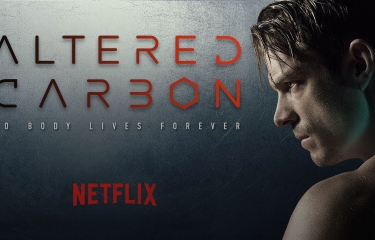 ALTERED
CARBON
O BODY LIVES FOREVER
NETFLIX